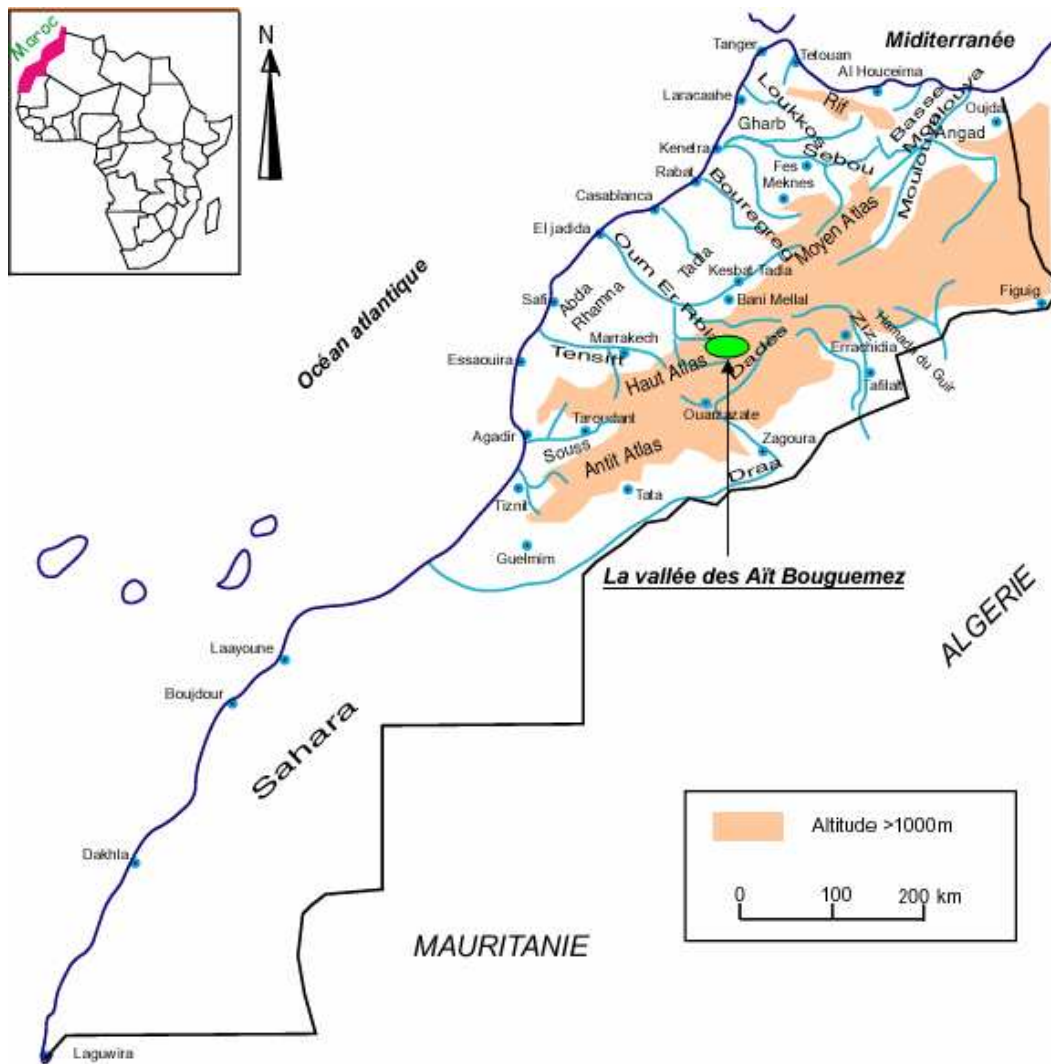 Maroc
N
Miditerranée
Tanger
Tetouan
Al Houceima
Laracaahe
Loukkos
Rif
Basse
Moulouya
Oujda
Gharb
Angad
Kenetra
Sebou
Fes
Meknes
Moulouya
Rabat
Bouregreg
Casablanca
Moyen Atlas
El jadida
Oum Er Rbia
Tadla
Kesbat Tadla
Océan atlantique
Safi
Abda
Rhamna
Bani Mellal
Figuig
Marrakech
Tensift
Ziz
Hamada du Guir
Errachidia
Essaouira
Haut Atlas
Dadès
Tafilalt
Ouarzazate
Taroudant
Agadir
Souss
Antit Atlas
Zagoura
Draa
Tiznit
Tata
Guelmim
La vallée des Aït Bouguemez
ALGERIE
Laayoune
Boujdour
Sahara
Altitude >1000m
Dakhla
0 100 200 km
MAURITANIE
Laguwira